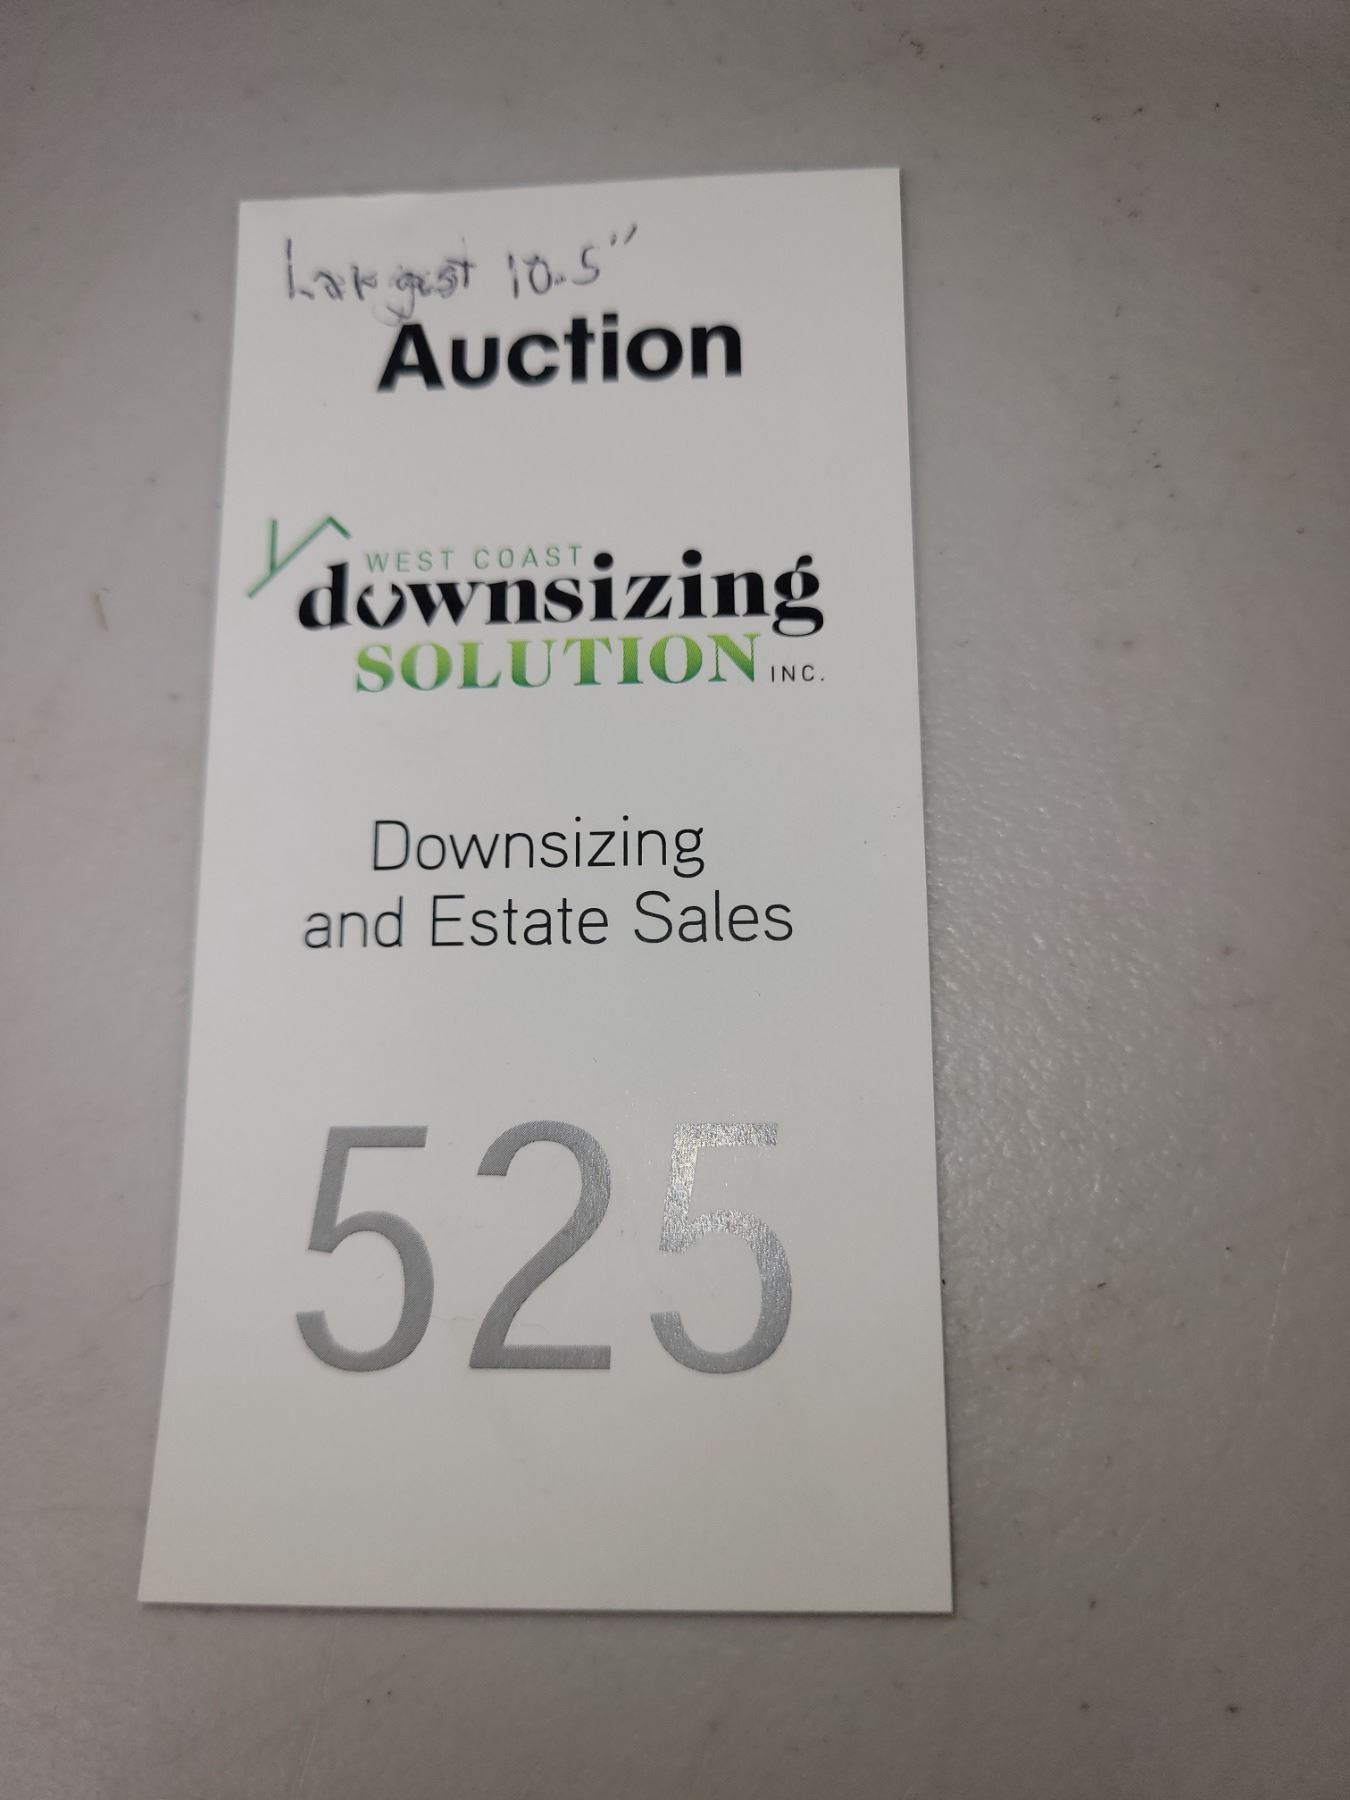 Largest 10.5"
Auction
WEST COAST
downsizing
SOLUTION INC.
Downsizing
and Estate Sales
525